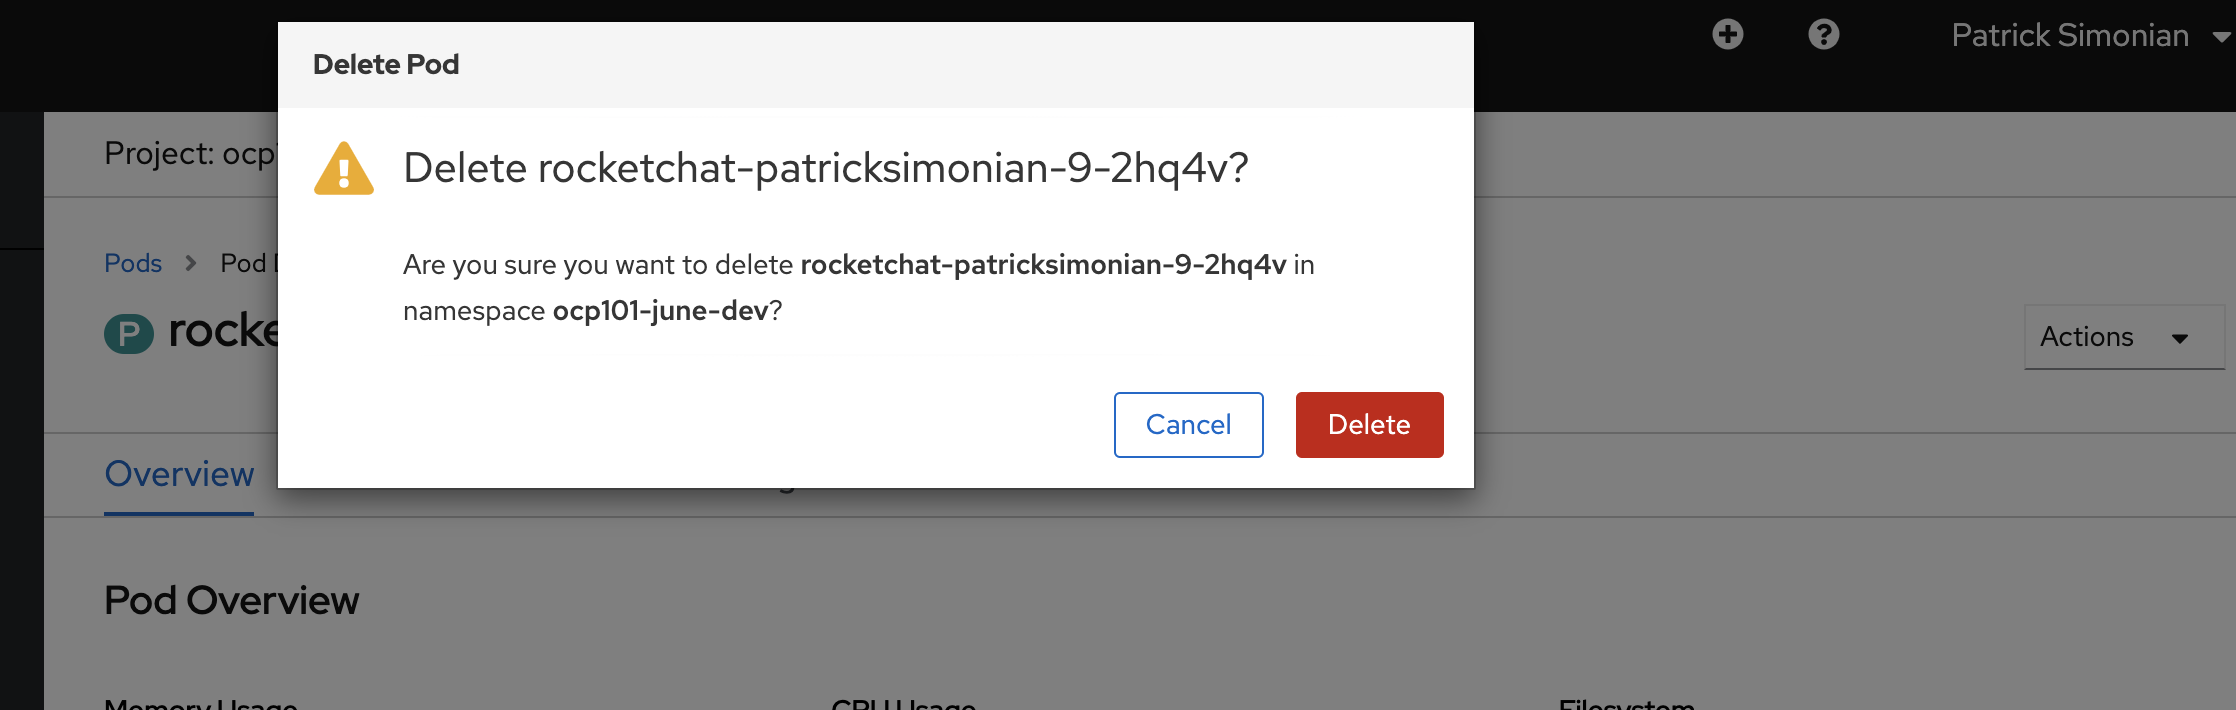 Patrick Simonian
Delete Pod
Project: ocp
Delete rocketchat-patricksimonian-9-2hq4v?
Pods > Pod
Are you sure you want to delete rocketchat-patricksimonian-9-2hq4v in
namespace ocp101-june-dev?
P rocke
Actions
Cancel
Delete
Overview
Pod Overview
Memory Usage
CPU Usage
Filesystem